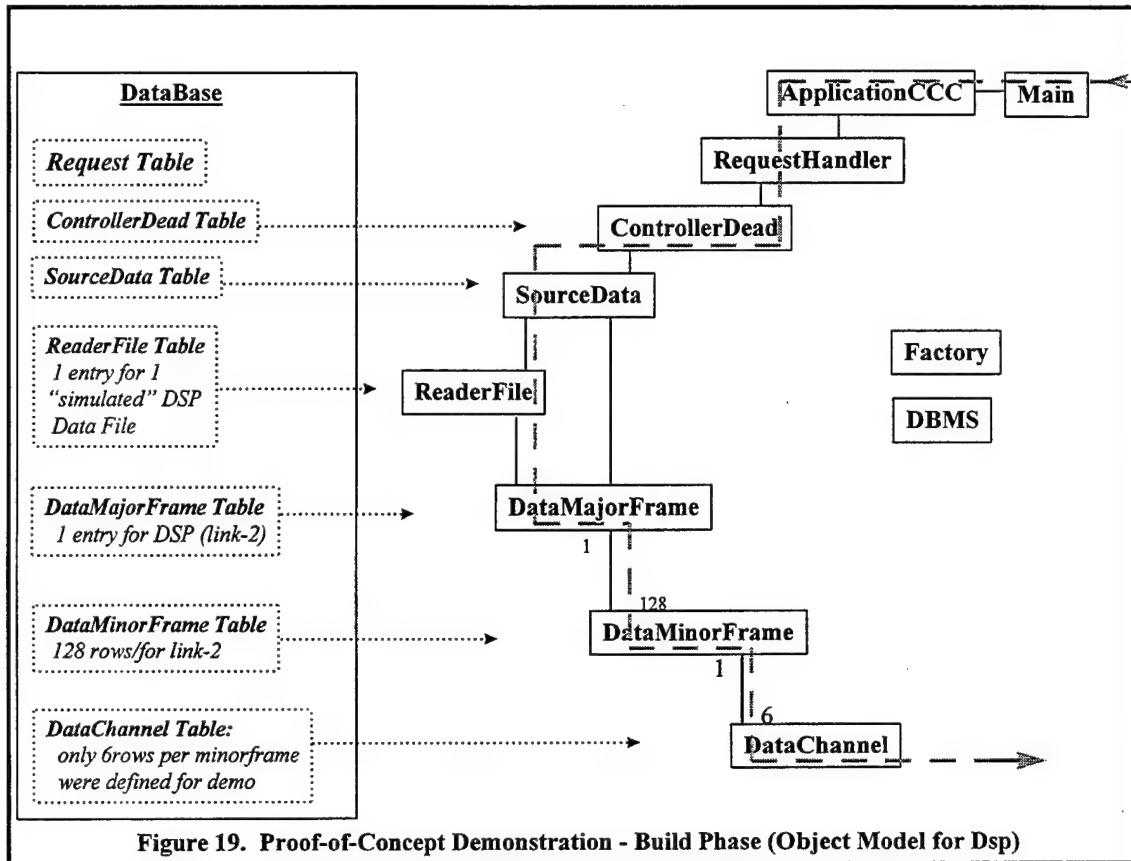 DataBase
Request Table
ControllerDead Table
SourceData Table
ReaderFile Table
1 entry for 1
“simulated” DSP
Data File
DataMajorFrame Table
1 entry for DSP (link-2)
DataMinorFrame Table
128 rows/for link-2
DataChannel Table:
only 6rows per minorframe
were defined for demo
ApplicationCCC
Main
RequestHandler
ControllerDead
SourceData
ReaderFile
Factory
DBMS
DataMajorFrame
1
128
DataMinorFrame
1
6
DataChannel
Figure 19. Proof-of-Concept Demonstration - Build Phase (Object Model for Dsp)